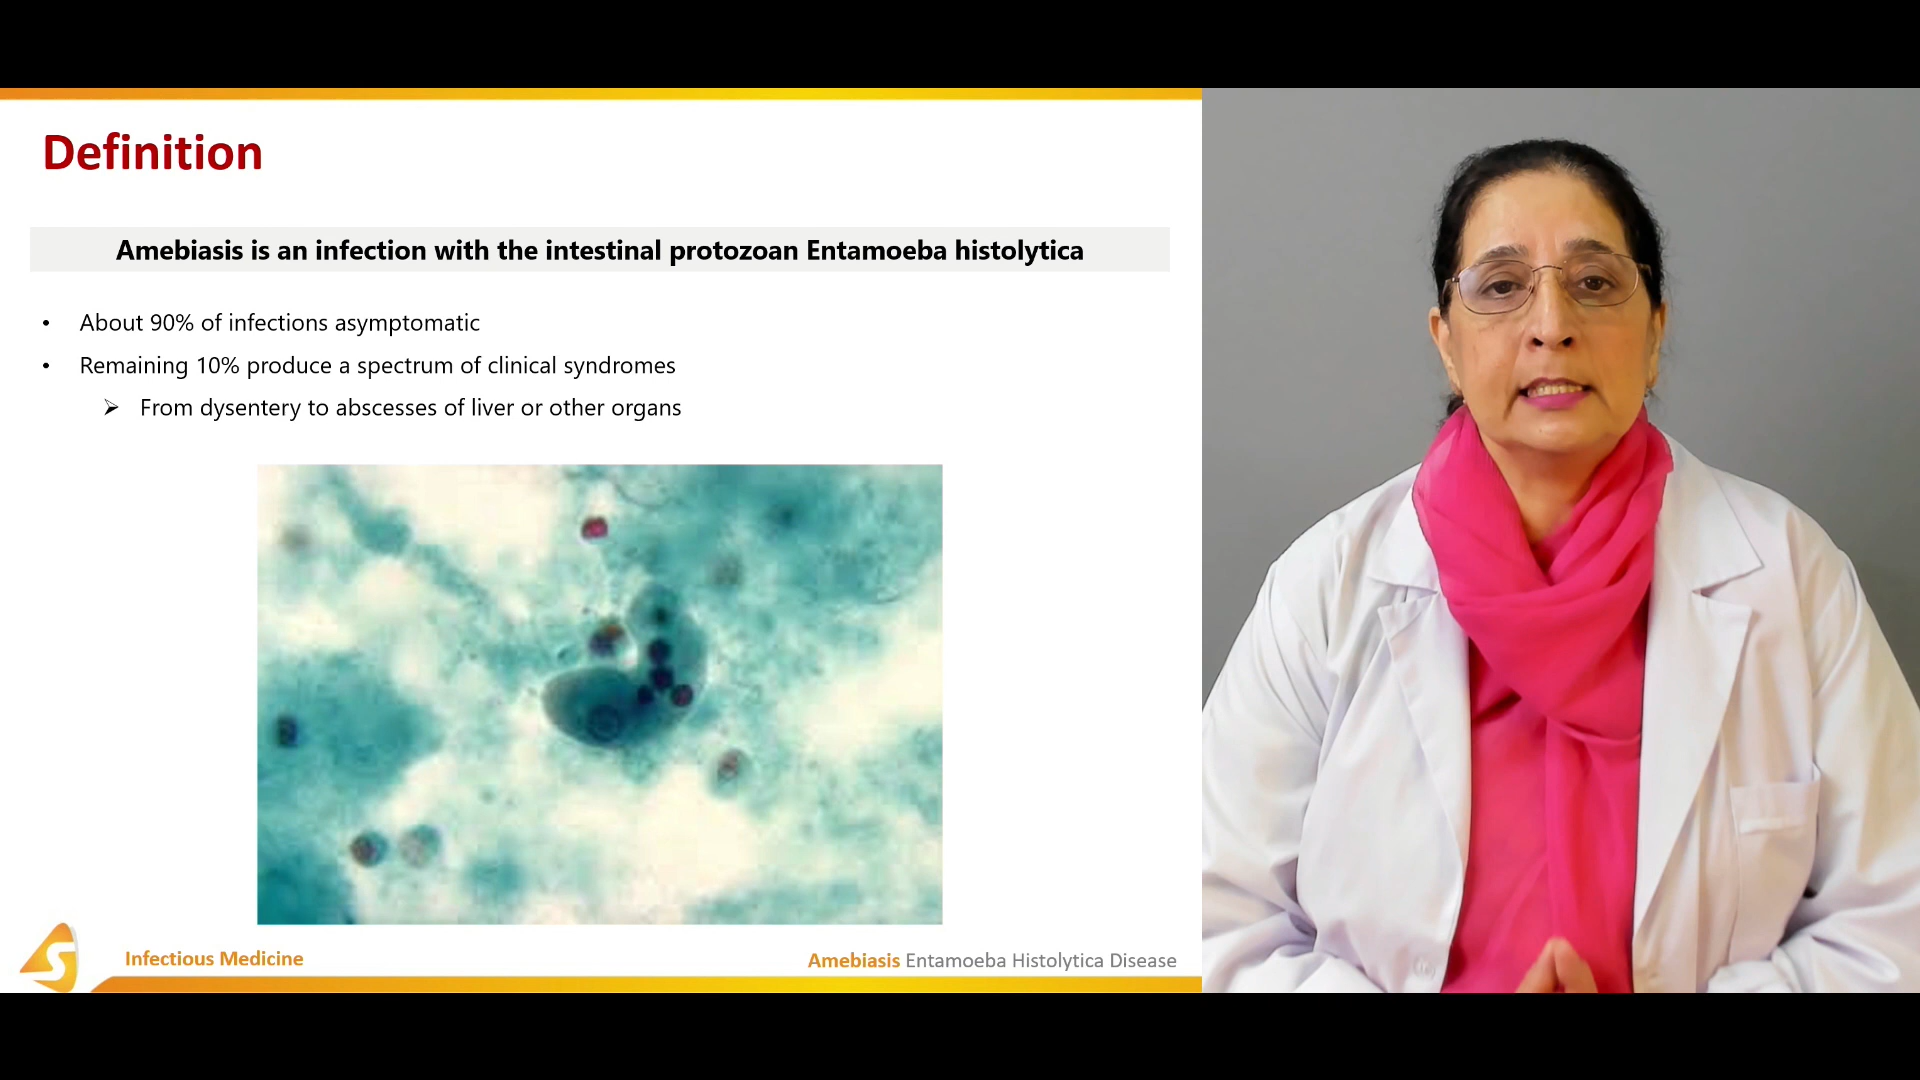 Definition
Amebiasis is an infection with the intestinal protozoan Entamoeba histolytica
• About 90% of infections asymptomatic
• Remaining 10% produce a spectrum of clinical syndromes
➢ From dysentery to abscesses of liver or other organs
S
Infectious Medicine
Amebiasis Entamoeba Histolytica Disease